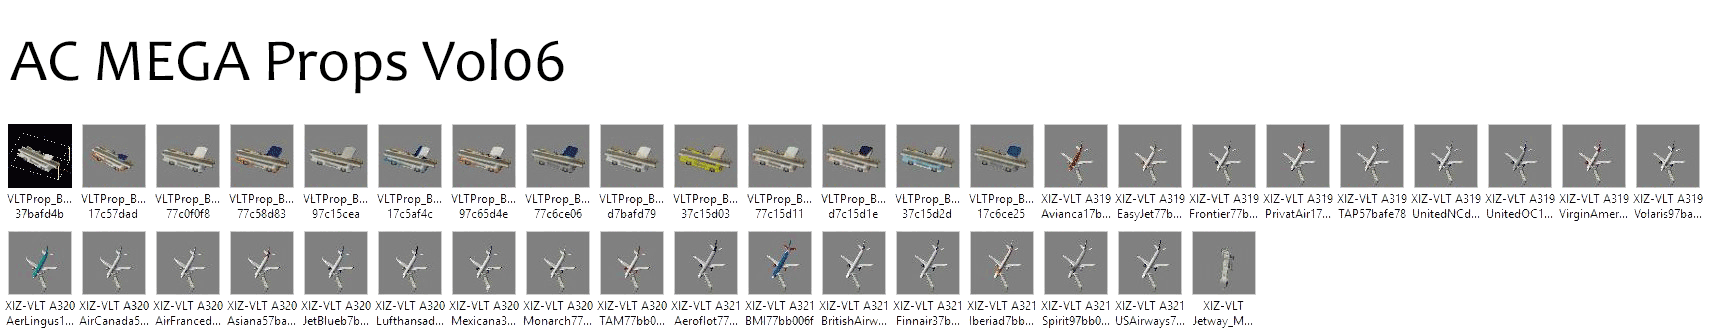 AC MEGA Props Vol06
VLTProp_B... VLTProp_B... VLTProp_B... VLTProp_B... VLTProp_B... VLTProp_B... VLTProp_B... VLTProp_B... VLTProp_B... VLTProp_B... VLTProp_B... VLTProp_B... VLTProp_B... VLTProp_B... XIZ-VLT A319 XIZ-VLT A319 XIZ-VLT A319 XIZ-VLT A319 XIZ-VLT A319 XIZ-VLT A319 XIZ-VLT A319 XIZ-VLT A319 XIZ-VLT A319
37bafd4b 17c57dad 77c0f0f8 77c58d83 97c15cea 17c5af4c 97c65d4e 77c6ce06 d7bafd79 37c15d03 77c15d11 d7c15d1e 37c15d2d 17c6ce25 Avianca17b... EasyJet77b... Frontier77b... PrivatAir17... TAP57bafe78 UnitedNCd... UnitedOC1... VirginAmer... Volaris97ba...
XIZ-VLT A320 XIZ-VLT A320 XIZ-VLT A320 XIZ-VLT A320 XIZ-VLT A320 XIZ-VLT A320 XIZ-VLT A320 XIZ-VLT A320 XIZ-VLT A320 XIZ-VLT A321 XIZ-VLT A321 XIZ-VLT A321 XIZ-VLT A321 XIZ-VLT A321 XIZ-VLT A321 XIZ-VLT A321 XIZ-VLT
AerLingus1... AirCanada5... AirFranced... Asiana57ba... JetBlueb7b... Lufthansad... Mexicana3... Monarch77... TAM77bb0... Aeroflot77... BMI77bb006f BritishAirw... Finnair37b... Iberiad7bb... Spirit97bb0... USAirways7... Jetway_M...